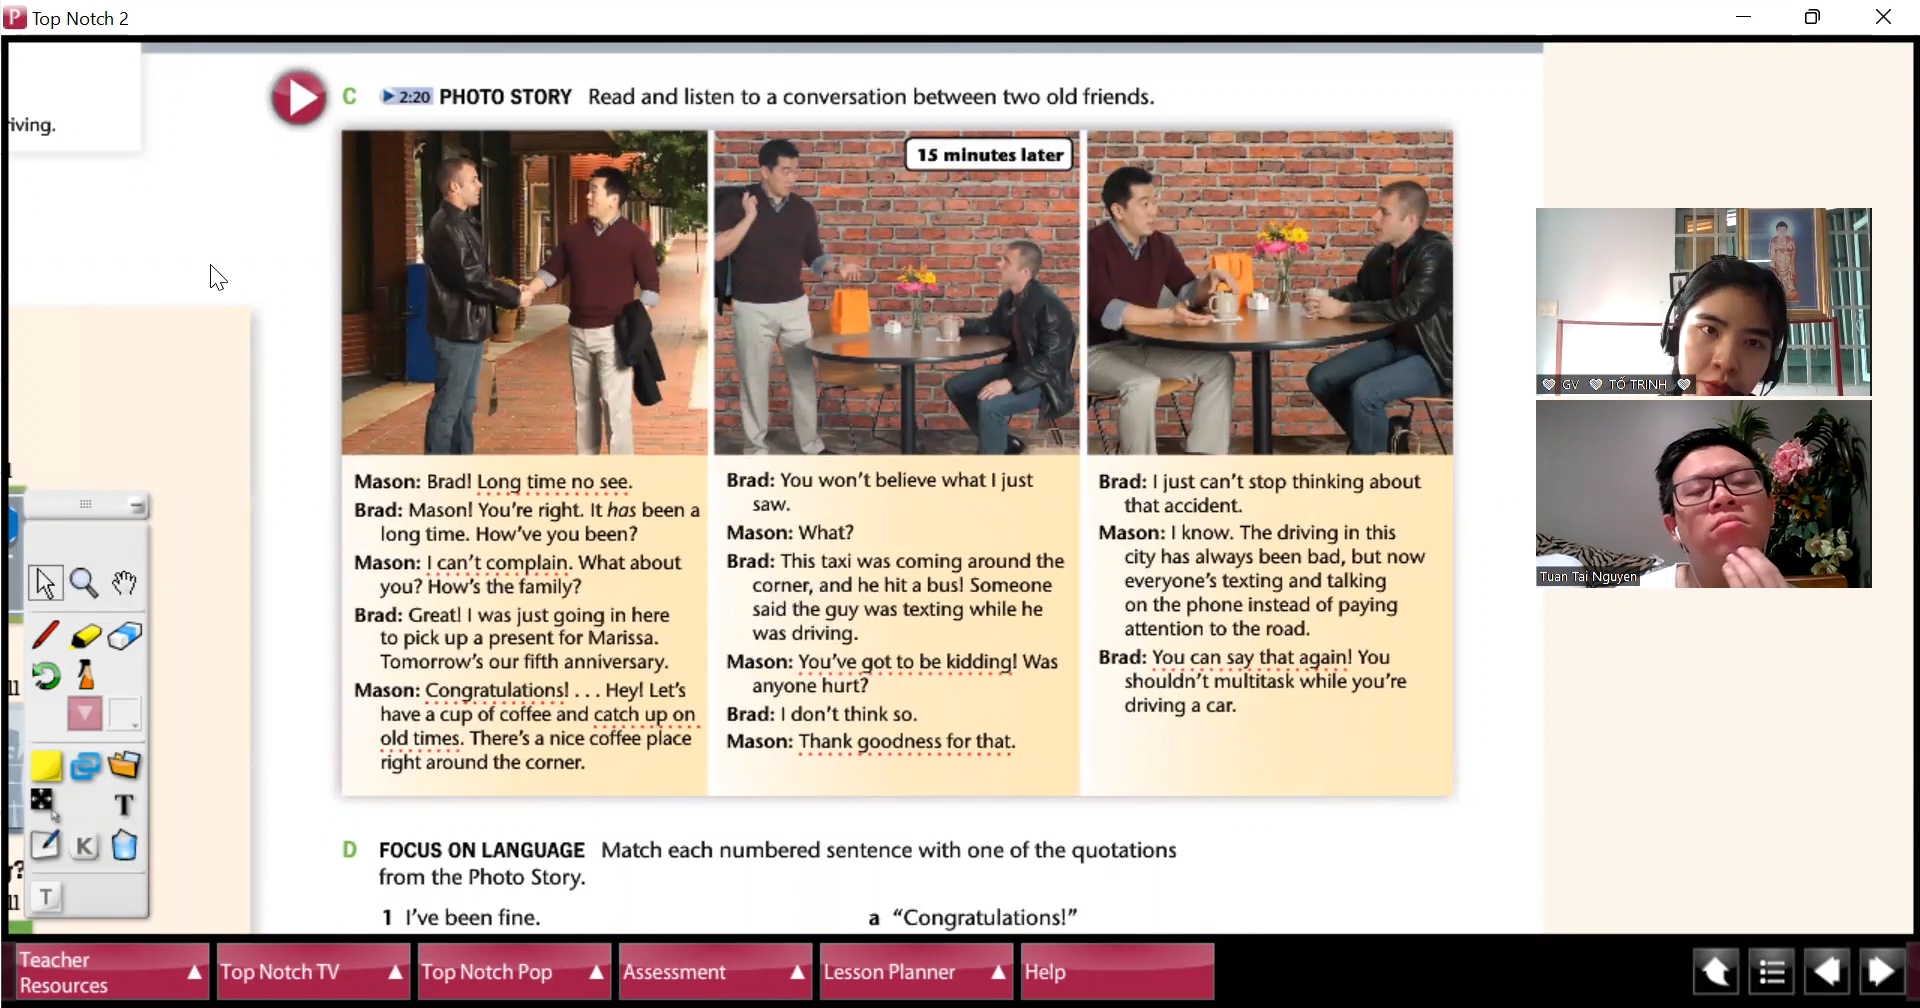 Top Notch 2
iving.
C 2:20 PHOTO STORY Read and listen to a conversation between two old friends.
15 minutes later
Mason: Brad! Long time no see.
Brad: Mason! You're right. It has been a
long time. How've you been?
Mason: I can't complain. What about
you? How's the family?
Brad: Great! I was just going in here
to pick up a present for Marissa.
Tomorrow's our fifth anniversary.
Mason: Congratulations! . . . Hey! Let's
have a cup of coffee and catch up on
old times. There's a nice coffee place
right around the corner.
Brad: You won't believe what I just
saw.
Mason: What?
Brad: This taxi was coming around the
corner, and he hit a bus! Someone
said the guy was texting while he
was driving.
Mason: You've got to be kidding! Was
anyone hurt?
Brad: I don't think so.
Mason: Thank goodness for that.
Brad: I just can't stop thinking about
that accident.
Mason: I know. The driving in this
city has always been bad, but now
everyone's texting and talking
on the phone instead of paying
attention to the road.
Brad: You can say that again! You
shouldn't multitask while you're
driving a car.
GV TỐ TRINH
Tuan Tai Nguyen
D FOCUS ON LANGUAGE Match each numbered sentence with one of the quotations
from the Photo Story.
1 I've been fine.
a "Congratulations!"
T
K
T
?
ll
ll
Teacher
Resources
Top Notch TV
Top Notch Pop
Assessment
Lesson Planner
Help